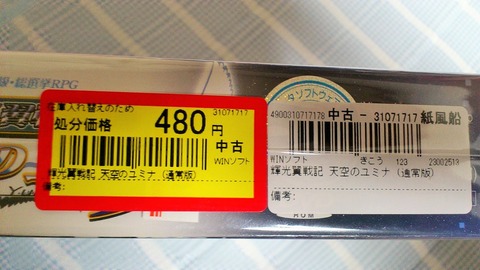 ・総選挙RPG
在庫入れ替えのため
処分価格 480円
31071717
中古
WINソフト
輝光翼戦記 天空のユミナ (通常版)
備考:
4900310717178 中古 - 31071717 紙風船
WINソフト きこう 123 23002518
輝光翼戦記 天空のユミナ (通常版)
備考: